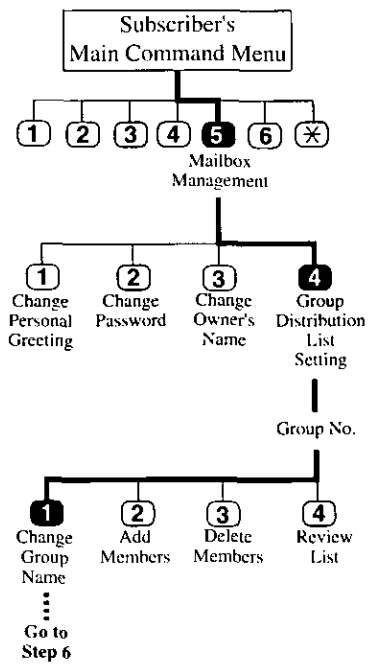 Subscriber's
Main Command Menu
1 2 3 4 5 6 *
Mailbox
Management
1 2 3 4
Change Change Change Group
Personal Password Owner's Distribution
Greeting Name List
Setting
Group No.
1 2 3 4
Change Add Delete Review
Group Members Members List
Name
Go to
Step 6